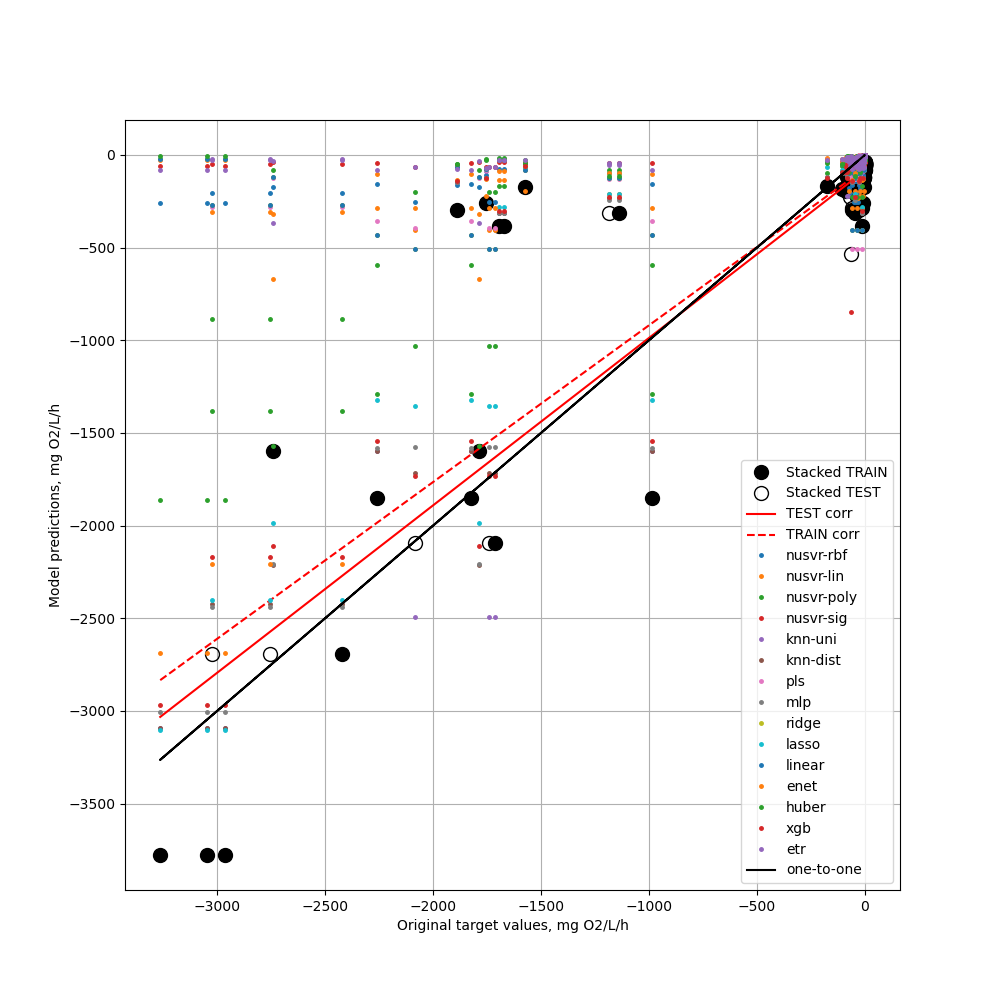 0
−500
−1000
−1500
−2000
−2500
−3000
−3500
Model predictions, mg O2/L/h
−3000
−2500
−2000
−1500
−1000
−500
0
Original target values, mg O2/L/h
Stacked TRAIN
Stacked TEST
TEST corr
TRAIN corr
nusvr-rbf
nusvr-lin
nusvr-poly
nusvr-sig
knn-uni
knn-dist
pls
mlp
ridge
lasso
linear
enet
huber
xgb
etr
one-to-one